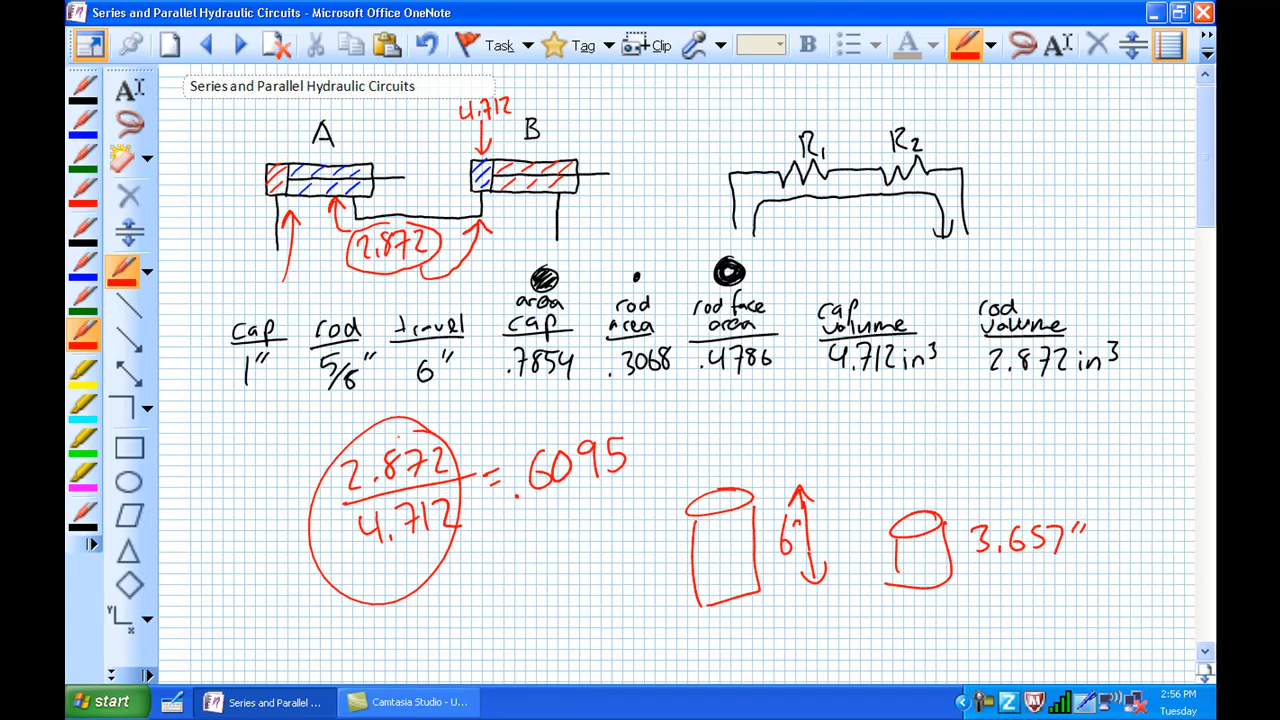 Series and Parallel Hydraulic Circuits - Microsoft Office OneNote
Task Tag Clip B A A
Series and Parallel Hydraulic Circuits
4.712
A B R1 R2
2.872
area rod rod face cap rod
cap rod travel cap area area volume volume
1" 5/8" 6" .7854 .3068 .4786 4.712 in³ 2.872 in³
2.872
4.712
= .6095
6" 3.657"
start Series and Parallel ... Camtasia Studio - U... Z 2:56 PM
Tuesday